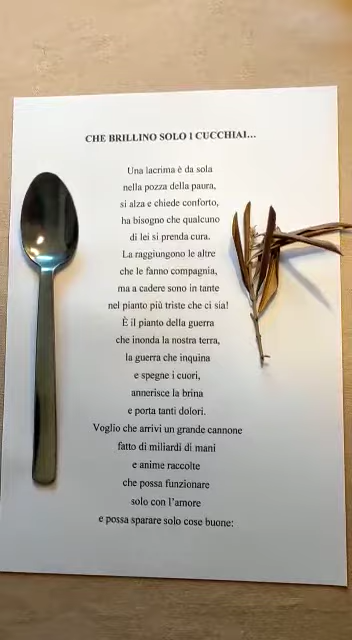 CHE BRILLINO SOLO I CUCCHIAI…
Una lacrima è da sola
nella pozza della paura,
si alza e chiede conforto,
ha bisogno che qualcuno
di lei si prenda cura.
La raggiungono le altre
che le fanno compagnia,
ma a cadere sono in tante
nel pianto più triste che ci sia!
È il pianto della guerra
che inonda la nostra terra,
la guerra che inquina
e spegne i cuori,
annerisce la brina
e porta tanti dolori.
Voglio che arrivi un grande cannone
fatto di miliardi di mani
e anime raccolte
che possa funzionare
solo con l’amore
e possa sparare solo cose buone: